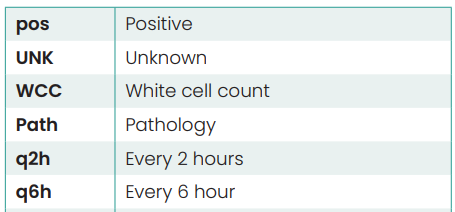 pos Positive
UNK Unknown
WCC White cell count
Path Pathology
q2h Every 2 hours
q6h Every 6 hour